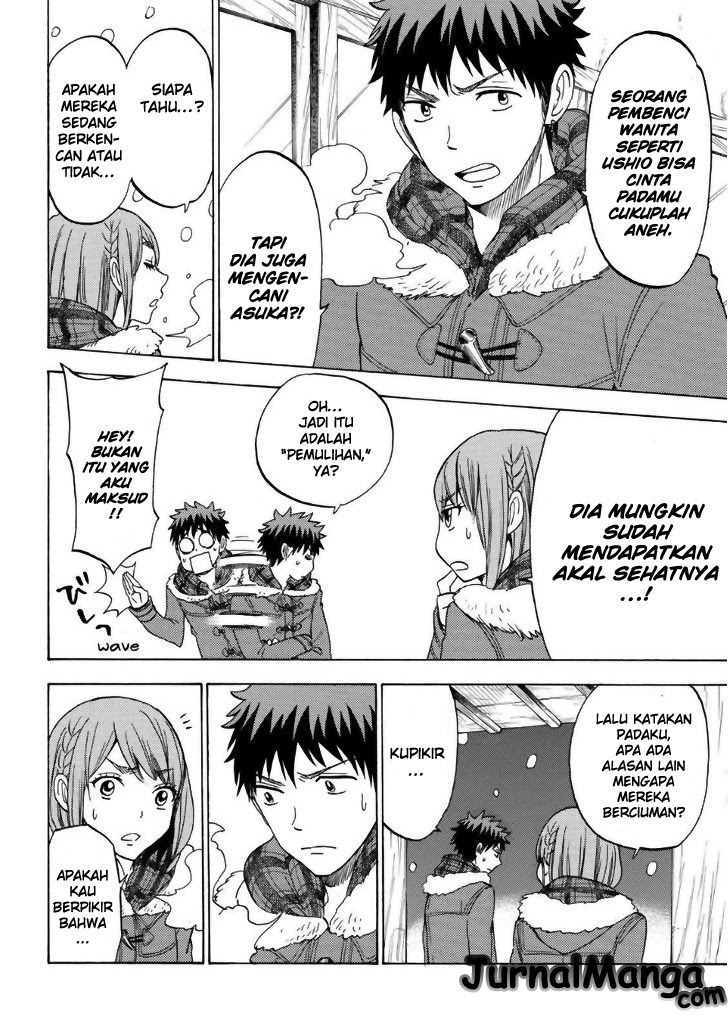 SEORANG
PEMBENCI
WANITA
SEPERTI
USHIO BISA
CINTA
PADAMU
CUKUPLAH
ANEH.
TAPI
DIA JUGA
MENGEN-
CANI
ASUKA?!
SIAPA
TAHU...?
APAKAH
MEREKA
SEDANG
BERKEN-
CAN ATAU
TIDAK...
DIA MUNGKIN
SUDAH
MENDAPATKAN
AKAL SEHATNYA
...!
OH...
JADI ITU
ADALAH
"PEMULIHAN,"
YA?
HEY!
BUKAN
ITU YANG
AKU
MAKSUD
!!
びしっ
wave
LALU KATAKAN
PADAKU,
APA ADA
ALASAN LAIN
MENGAPA
MEREKA
BERCIUMAN?
KUPIKIR
...
APAKAH
KAU
BERPIKIR
BAHWA
...
JURNALMANGA
.COM